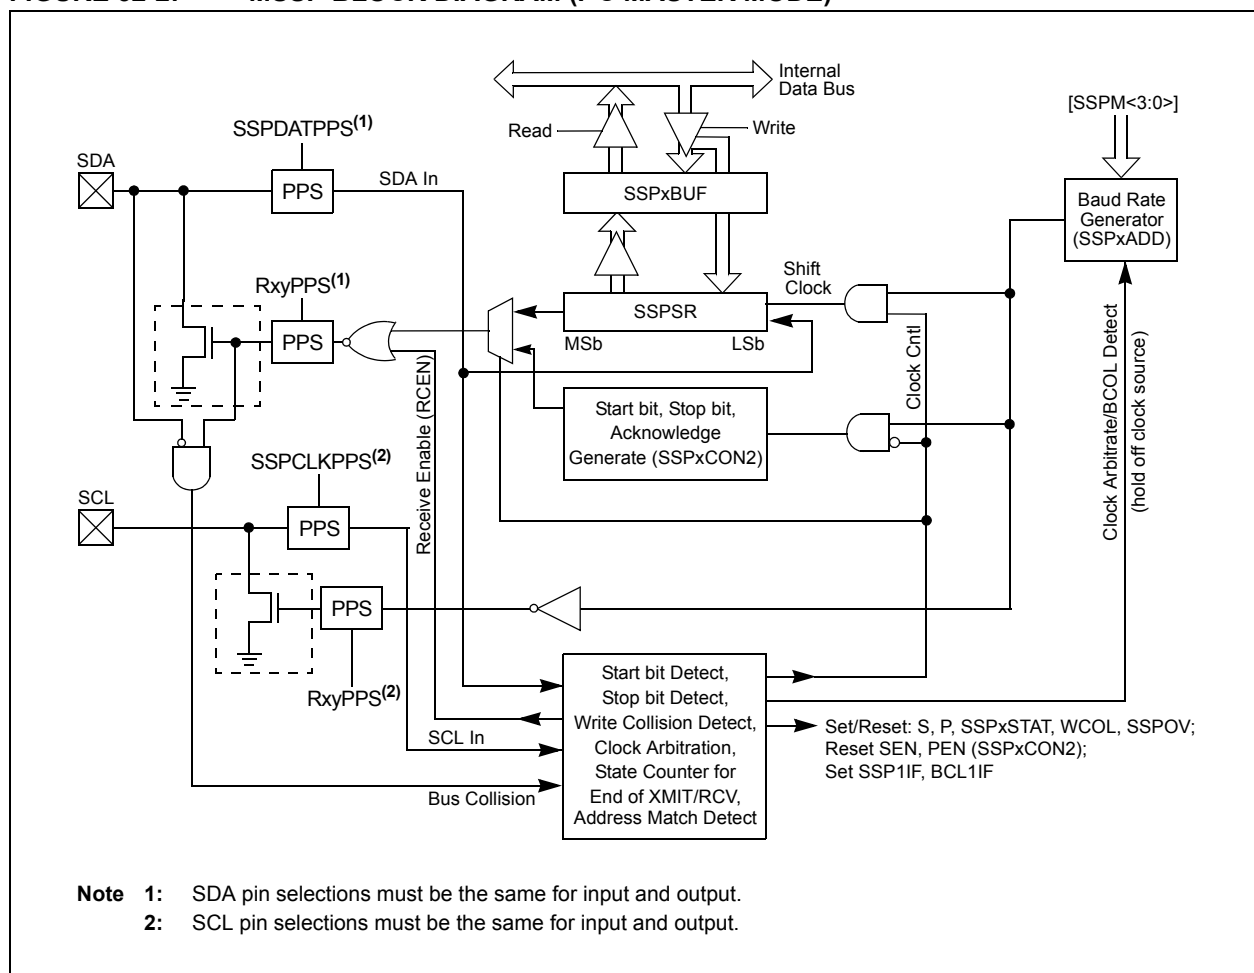 Internal
Data Bus
[SSPM<3:0>]
Read
Write
SSPDATPPS(1)
SDA
PPS
SDA In
SSPxBUF
Baud Rate
Generator
(SSPxADD)
RxyPPS(1)
Shift
Clock
PPS
SSPSR
MSb
LSb
Clock Cntl
Receive Enable (RCEN)
Start bit, Stop bit,
Acknowledge
Generate (SSPxCON2)
Clock Arbitrate/BCOL Detect
(hold off clock source)
SSPCLKPPS(2)
SCL
PPS
PPS
RxyPPS(2)
SCL In
Bus Collision
Start bit Detect,
Stop bit Detect,
Write Collision Detect,
Clock Arbitration,
State Counter for
End of XMIT/RCV,
Address Match Detect
Set/Reset: S, P, SSPxSTAT, WCOL, SSPOV;
Reset SEN, PEN (SSPxCON2);
Set SSP1IF, BCL1IF
Note 1: SDA pin selections must be the same for input and output.
2: SCL pin selections must be the same for input and output.